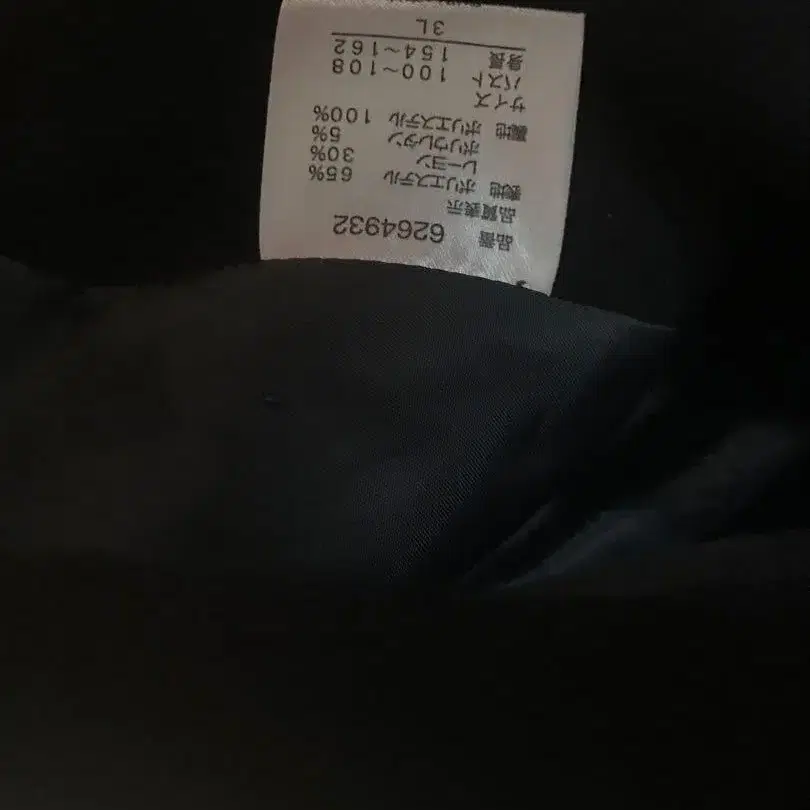 品番 6264932
品質表示
表地 ポリエステル 65%
レーヨン 30%
ポリウレタン 5%
裏地 ポリエステル 100%
サイズ
バスト 100~108
身長 154~162
3L